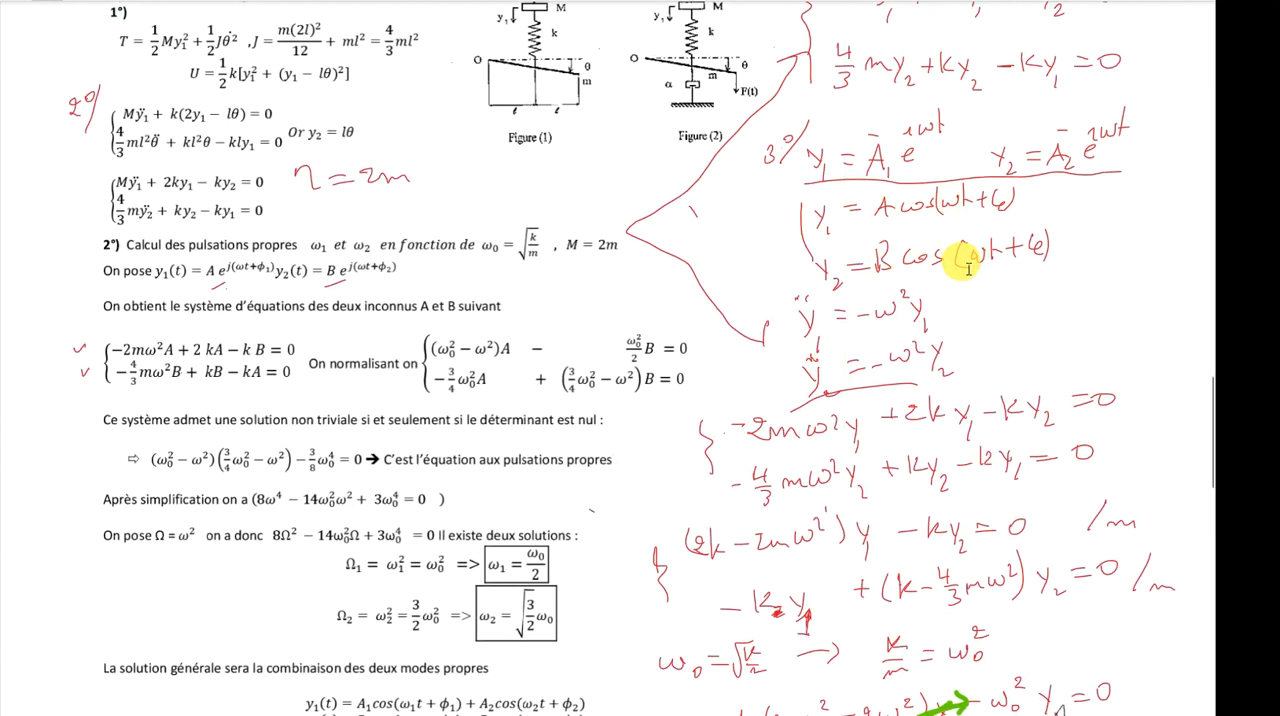 1°)
T = 1/2 Mẏ₁² + 1/2 Jθ̇² , J = m(2l)²/12 + ml² = 4/3 ml²
U = 1/2 k[y₁² + (y₁ − lθ)²]
2°/
{ Mÿ₁ + k(2y₁ − lθ) = 0
4/3 ml²θ̈ + kl²θ − kly₁ = 0 Or y₂ = lθ
{ Mÿ₁ + 2ky₁ − ky₂ = 0
4/3 mÿ₂ + ky₂ − ky₁ = 0
η = 2m
2°) Calcul des pulsations propres ω₁ et ω₂ en fonction de ω₀ = √(k/m) , M = 2m
On pose y₁(t) = A e^j(ωt+ϕ₁) y₂(t) = B e^j(ωt+ϕ₂)
On obtient le système d'équations des deux inconnus A et B suivant
{ −2mω²A + 2 kA − k B = 0
−4/3 mω²B + kB − kA = 0
On normalisant on
{ (ω₀² − ω²)A − ω₀²/2 B = 0
−3/4 ω₀²A + (3/4 ω₀² − ω²)B = 0
Ce système admet une solution non triviale si et seulement si le déterminant est nul :
⇨ (ω₀² − ω²)(3/4 ω₀² − ω²) − 3/8 ω₀⁴ = 0 ➔ C'est l'équation aux pulsations propres
Après simplification on a (8ω⁴ − 14ω₀²ω² + 3ω₀⁴ = 0 )
On pose Ω = ω² on a donc 8Ω² − 14ω₀²Ω + 3ω₀⁴ = 0 Il existe deux solutions :
Ω₁ = ω₁² = ω₀² => ω₁ = ω₀/2
Ω₂ = ω₂² = 3/2 ω₀² => ω₂ = √(3/2) ω₀
La solution générale sera la combinaison des deux modes propres
y₁(t) = A₁cos(ω₁t + ϕ₁) + A₂cos(ω₂t + ϕ₂)
M
y₁
k
O
θ
m
l
l
Figure (1)
M
y₁
k
O
θ
m
α
F(t)
Figure (2)
4/3 my₂ + ky₂ − ky₁ = 0
3°/ y₁ = Ā₁ e^iωt y₂ = Ā₂ e^iωt
y₁ = A cos(ωt + φ)
y₂ = B cos(ωt + φ)
ÿ₁ = −ω²y₁
ÿ = −ω²y₂
{ −2mω²y₁ + 2ky₁ − ky₂ = 0
−4/3 mω²y₂ + ky₂ − ky₁ = 0
{ (2k − 2mω²) y₁ − ky₂ = 0 /m
− k y₁ + (k − 4/3 mω²) y₂ = 0 /m
ω₀ = √(k/2) → k/m = ω₀²
− ω₀² y₂ = 0